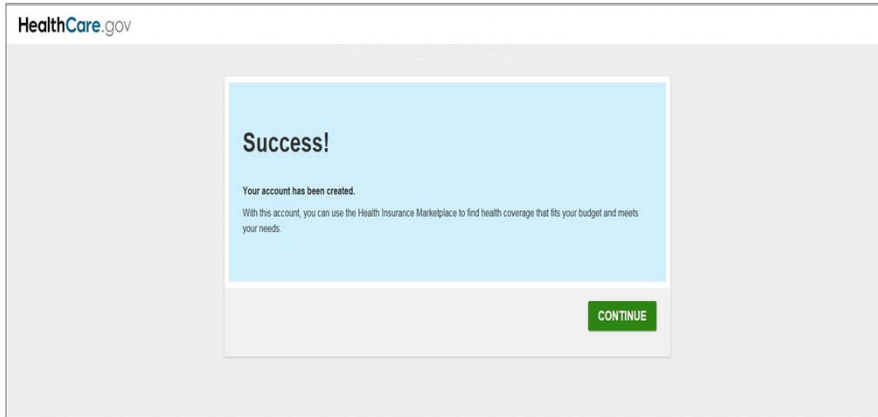 HealthCare.gov
Success!
Your account has been created.
With this account, you can use the Health Insurance Marketplace to find health coverage that fits your budget and meets
your needs.
CONTINUE